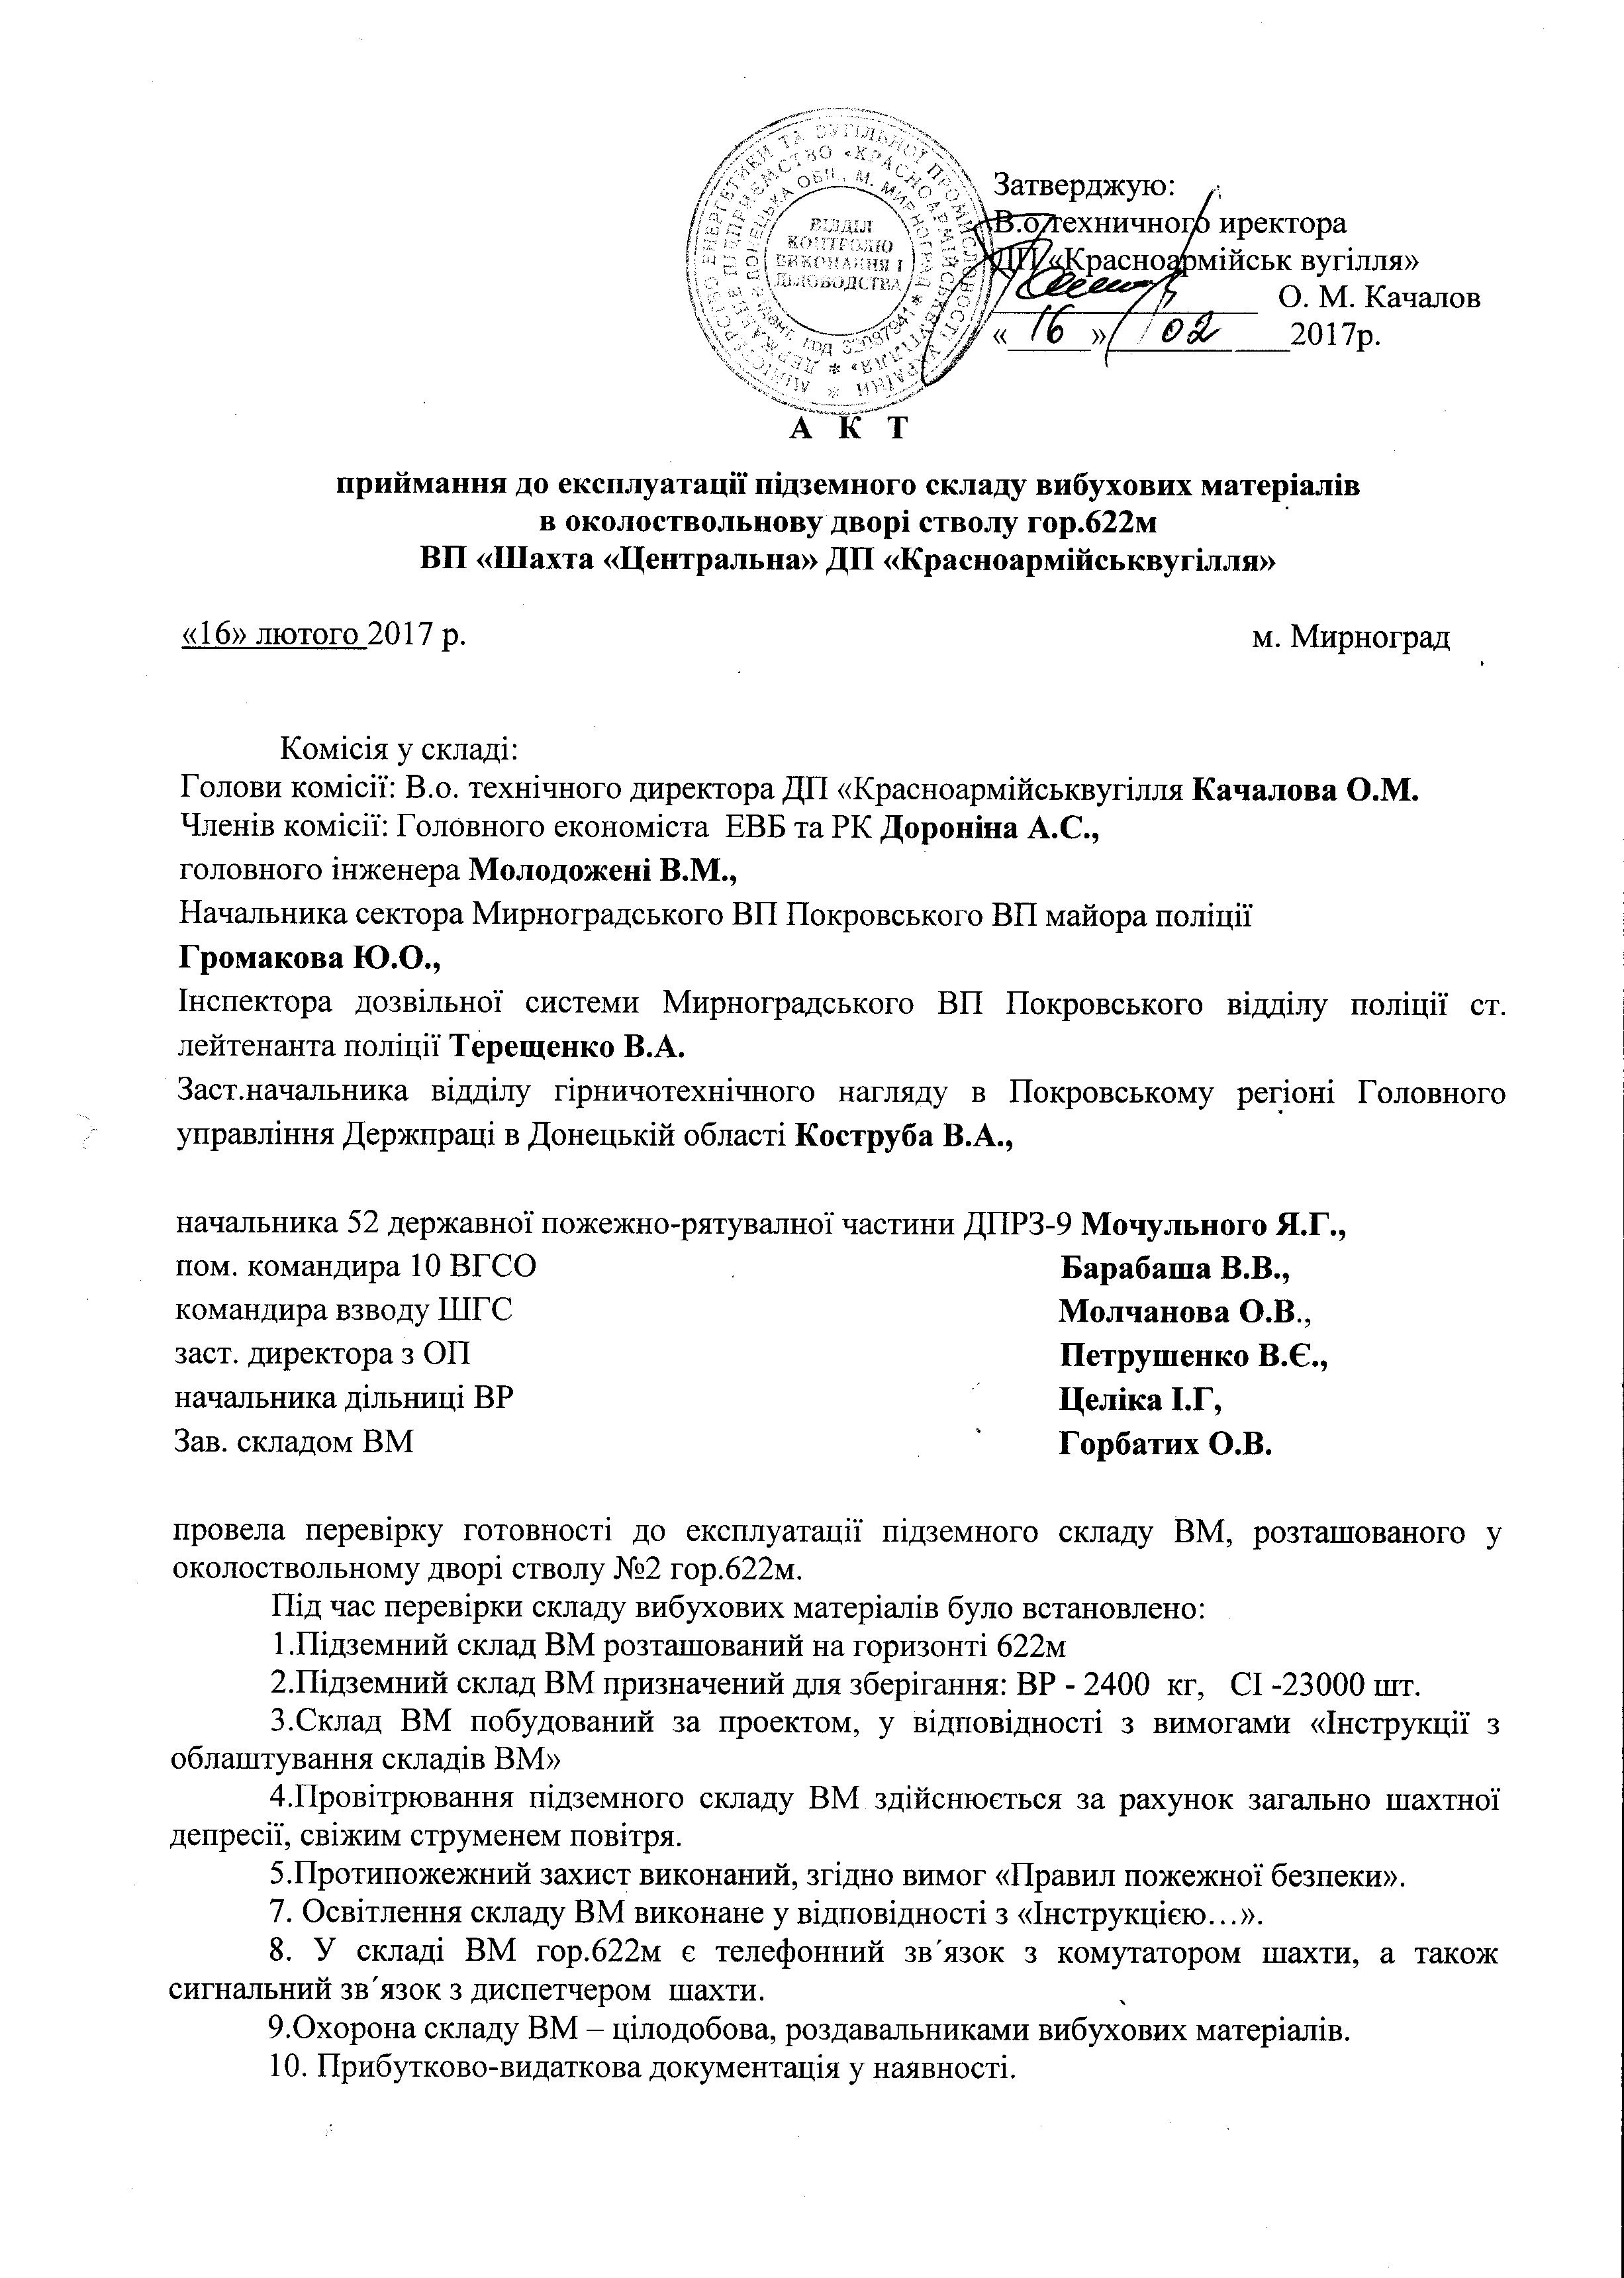 МІНІСТЕРСТВО ЕНЕРГЕТИКИ ТА ВУГІЛЬНОЇ ПРОМИСЛОВОСТІ УКРАЇНИ
ДЕРЖАВНЕ ПІДПРИЄМСТВО «КРАСНОАРМІЙСЬКВУГІЛЛЯ»
ДОНЕЦЬКА ОБЛ., М. МИРНОГРАД
ВІДДІЛ
КОНТРОЛЮ
ВИКОНАННЯ І
ДІЛОВОДСТВА
Затверджую:
В.о.техничного иректора
ДП «Красноармійськ вугілля»
О. М. Качалов
«16» 02 2017р.
А К Т
приймання до експлуатації підземного складу вибухових матеріалів
в околоствольнову дворі стволу гор.622м
ВП «Шахта «Центральна» ДП «Красноармійськвугілля»
«16» лютого 2017 р. м. Мирноград
Комісія у складі:
Голови комісії: В.о. технічного директора ДП «Красноармійськвугілля Качалова О.М.
Членів комісії: Головного економіста ЕВБ та РК Дороніна А.С.,
головного інженера Молодожені В.М.,
Начальника сектора Мирноградського ВП Покровського ВП майора поліції
Громакова Ю.О.,
Інспектора дозвільної системи Мирноградського ВП Покровського відділу поліції ст.
лейтенанта поліції Терещенко В.А.
Заст.начальника відділу гірничотехнічного нагляду в Покровському регіоні Головного
управління Держпраці в Донецькій області Коструба В.А.,
начальника 52 державної пожежно-рятувалної частини ДПРЗ-9 Мочульного Я.Г.,
пом. командира 10 ВГСО Барабаша В.В.,
командира взводу ШГС Молчанова О.В.,
заст. директора з ОП Петрушенко В.Є.,
начальника дільниці ВР Целіка І.Г,
Зав. складом ВМ Горбатих О.В.
провела перевірку готовності до експлуатації підземного складу ВМ, розташованого у
околоствольному дворі стволу №2 гор.622м.
Під час перевірки складу вибухових матеріалів було встановлено:
1.Підземний склад ВМ розташований на горизонті 622м
2.Підземний склад ВМ призначений для зберігання: ВР - 2400 кг, СІ -23000 шт.
3.Склад ВМ побудований за проектом, у відповідності з вимогами «Інструкції з
облаштування складів ВМ»
4.Провітрювання підземного складу ВМ здійснюється за рахунок загально шахтної
депресії, свіжим струменем повітря.
5.Протипожежний захист виконаний, згідно вимог «Правил пожежної безпеки».
7. Освітлення складу ВМ виконане у відповідності з «Інструкцією…».
8. У складі ВМ гор.622м є телефонний зв´язок з комутатором шахти, а також
сигнальний зв´язок з диспетчером шахти.
9.Охорона складу ВМ – цілодобова, роздавальниками вибухових матеріалів.
10. Прибутково-видаткова документація у наявності.